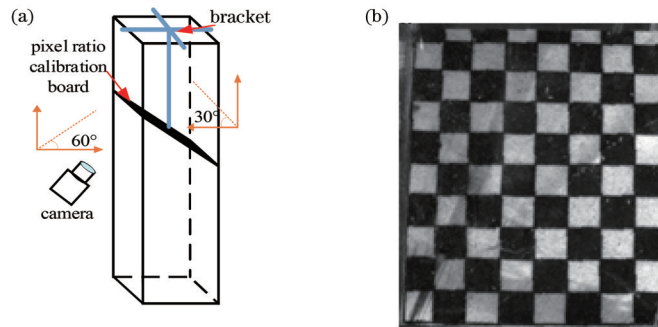 (a)
bracket
pixel ratio
calibration
board
30°
60°
camera
(b)